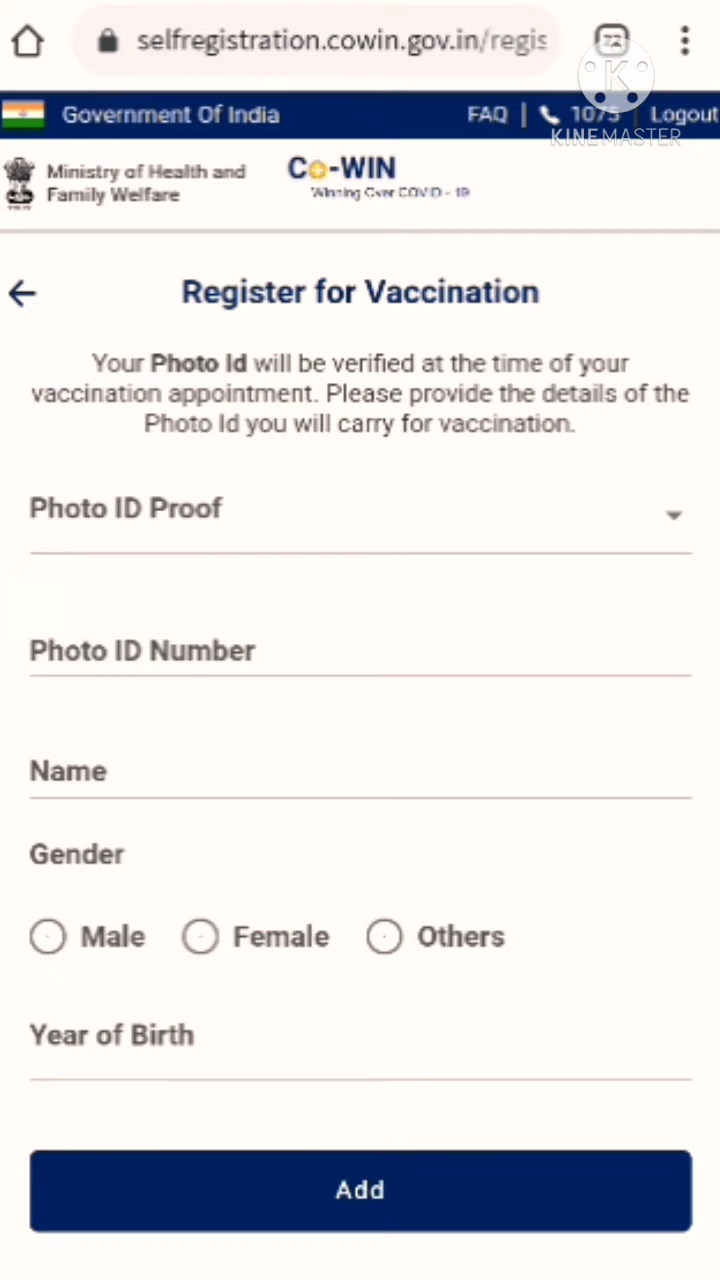 selfregistration.cowin.gov.in/regis
72
K
KINEMASTER
Government Of India
FAQ | 1075 | Logout
Ministry of Health and
Family Welfare
Co-WIN
Winning Over COVID - 19
Register for Vaccination
Your Photo Id will be verified at the time of your
vaccination appointment. Please provide the details of the
Photo Id you will carry for vaccination.
Photo ID Proof
Photo ID Number
Name
Gender
Male Female Others
Year of Birth
Add